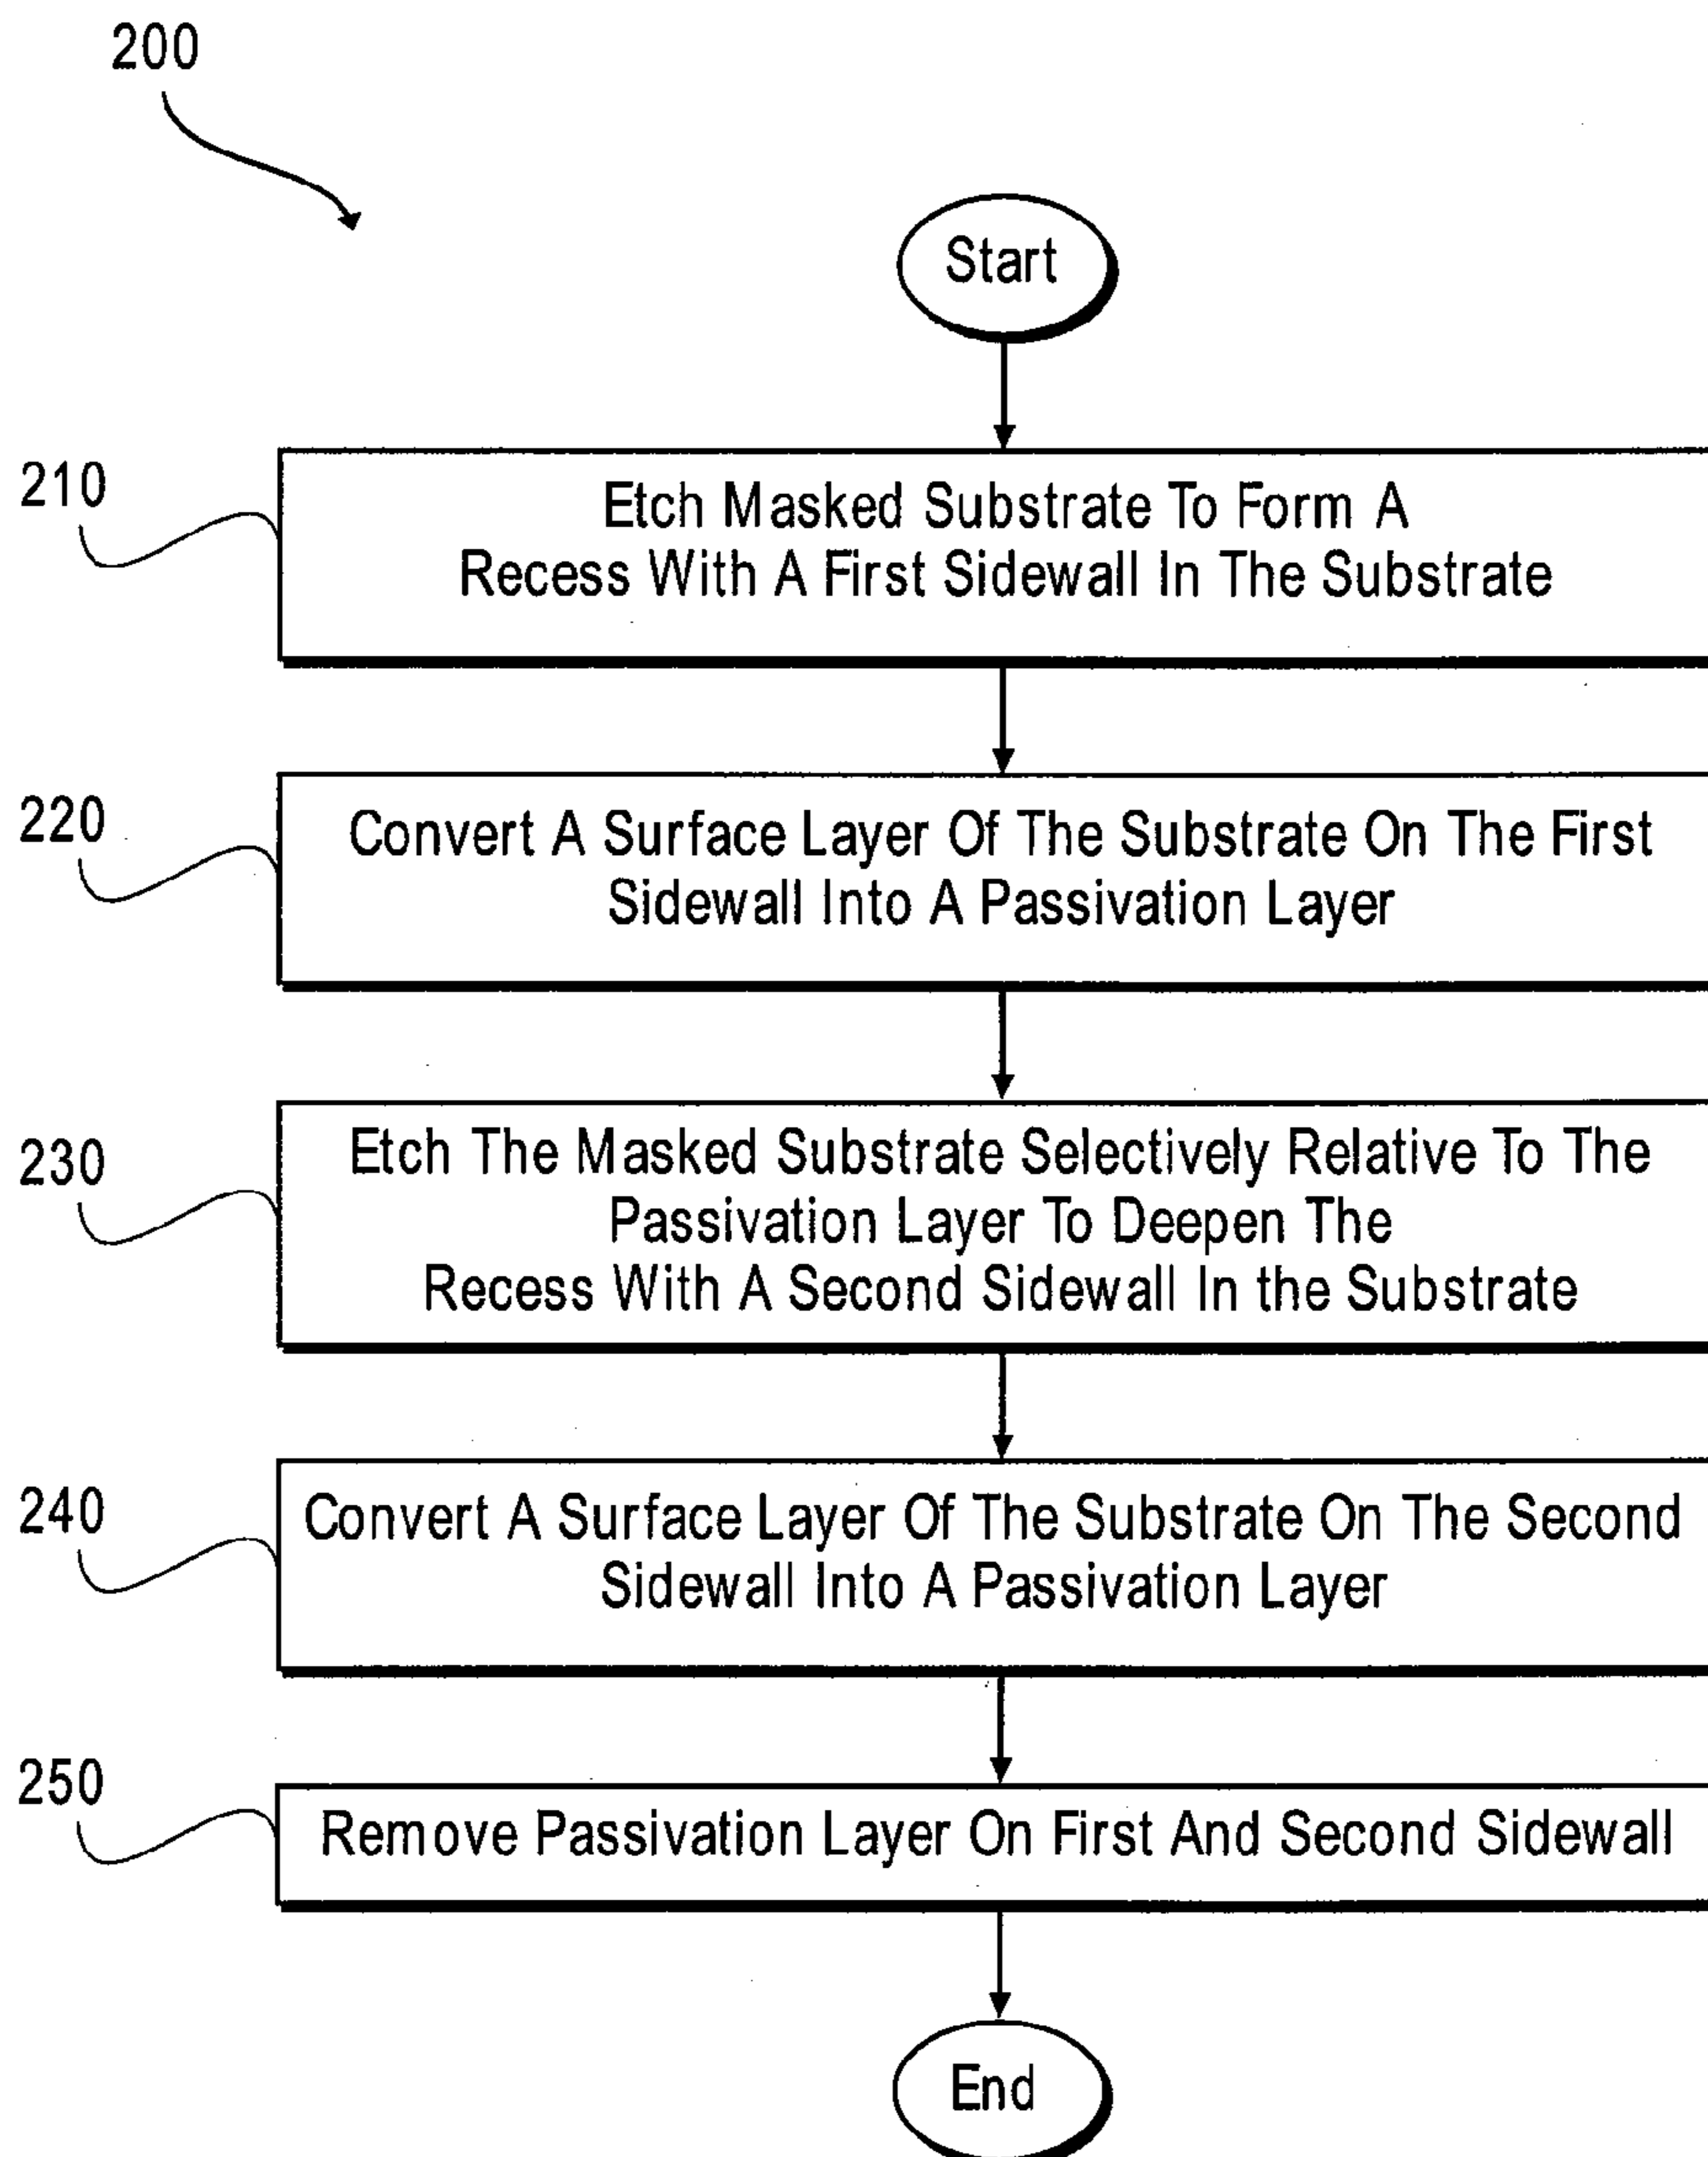 200
Start
210
Etch Masked Substrate To Form A
Recess With A First Sidewall In The Substrate
220
Convert A Surface Layer Of The Substrate On The First
Sidewall Into A Passivation Layer
230
Etch The Masked Substrate Selectively Relative To The
Passivation Layer To Deepen The
Recess With A Second Sidewall In the Substrate
240
Convert A Surface Layer Of The Substrate On The Second
Sidewall Into A Passivation Layer
250
Remove Passivation Layer On First And Second Sidewall
End